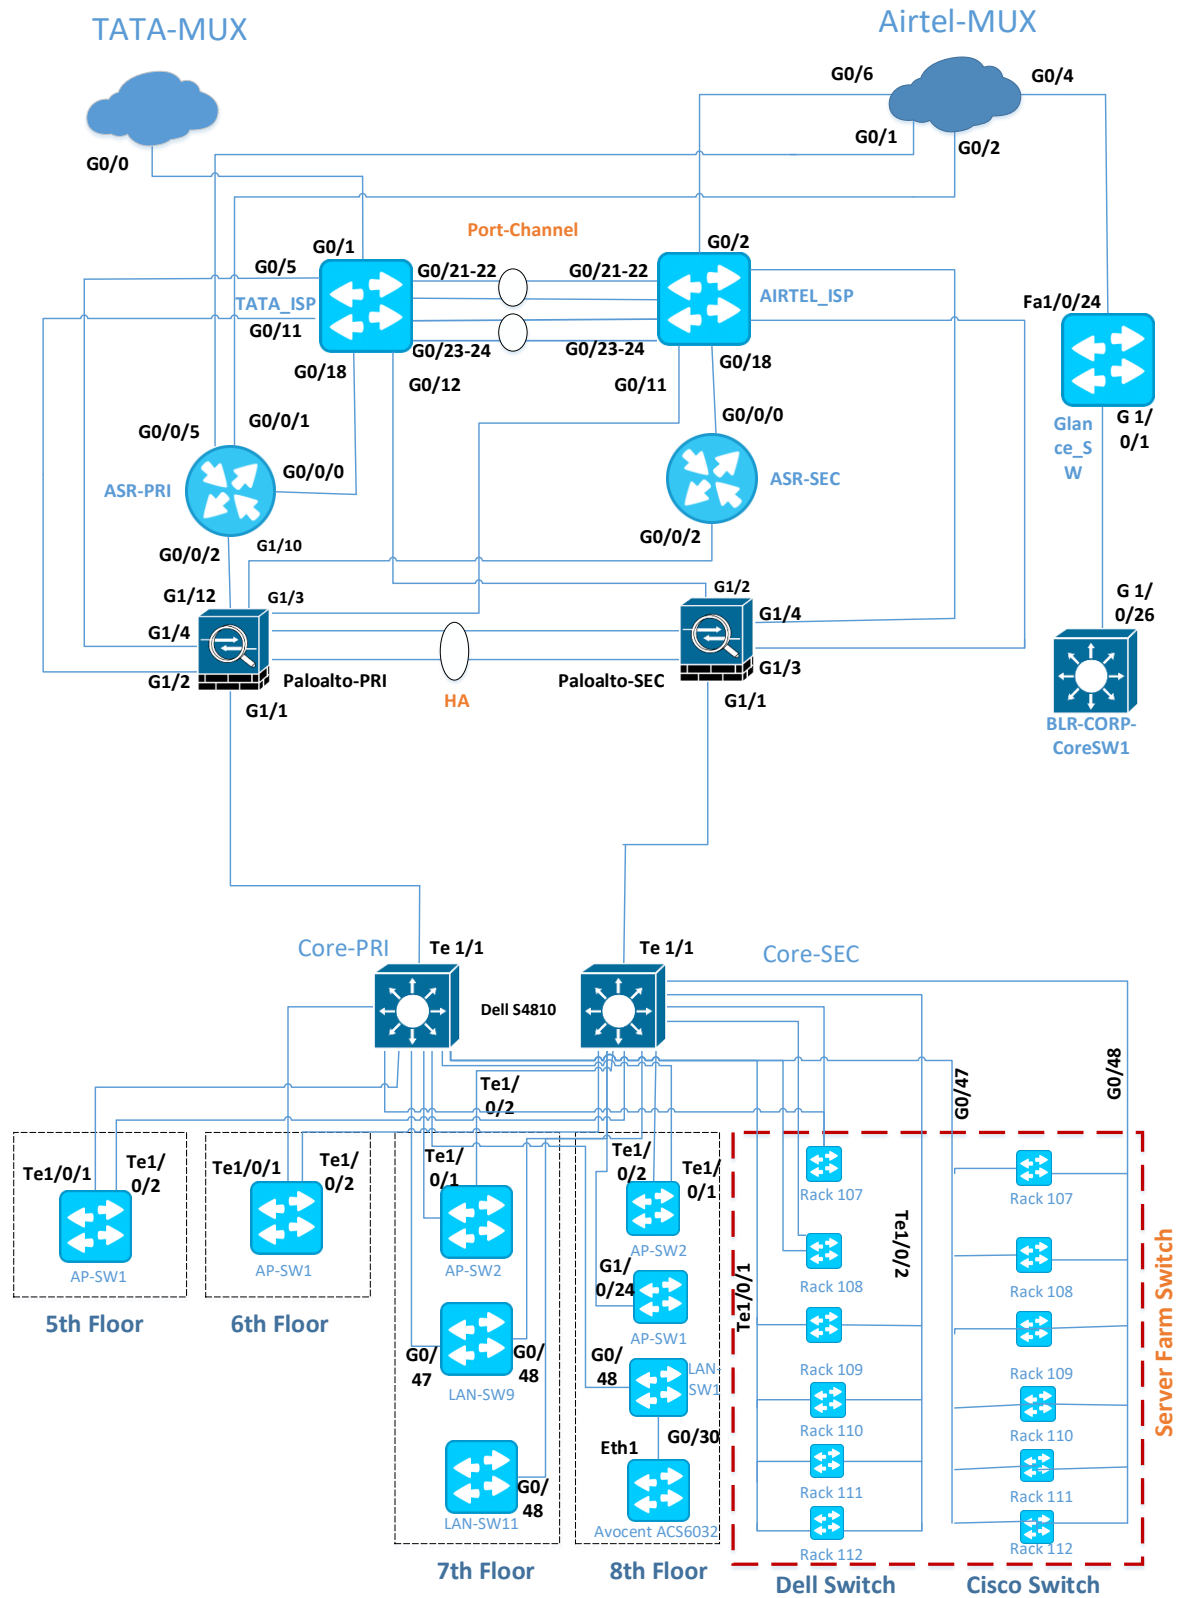 TATA-MUX
Airtel-MUX
G0/6
G0/4
G0/1
G0/2
G0/0
Port-Channel
G0/1
G0/2
G0/5
G0/21-22
G0/21-22
TATA_ISP
AIRTEL_ISP
Fa1/0/24
G0/11
G0/23-24
G0/23-24
G0/18
G0/12
G0/11
G0/18
G0/0/5
G0/0/1
G0/0/0
Glan
ce_S
W
G 1/
0/1
G0/0/0
ASR-PRI
ASR-SEC
G0/0/2
G1/10
G0/0/2
G1/12
G1/3
G1/2
G 1/
0/26
G1/4
G1/4
G1/2
Paloalto-PRI
HA
Paloalto-SEC
G1/3
G1/1
G1/1
BLR-CORP-
CoreSW1
Core-PRI
Te 1/1
Te 1/1
Core-SEC
Dell S4810
Te1/
0/2
G0/47
G0/48
Te1/0/1
Te1/
0/2
Te1/0/1
Te1/
0/2
Te1/
0/1
Te1/
0/2
Te1/
0/1
AP-SW1
AP-SW1
AP-SW2
AP-SW2
5th Floor
6th Floor
G1/
0/24
AP-SW1
G0/
47
G0/
48
LAN-SW9
G0/
48
LAN-
SW1
Eth1
G0/30
G0/
48
LAN-SW11
Avocent ACS6032
7th Floor
8th Floor
Te1/0/1
Te1/0/2
Rack 107
Rack 108
Rack 109
Rack 110
Rack 111
Rack 112
Rack 107
Rack 108
Rack 109
Rack 110
Rack 111
Rack 112
Server Farm Switch
Dell Switch
Cisco Switch